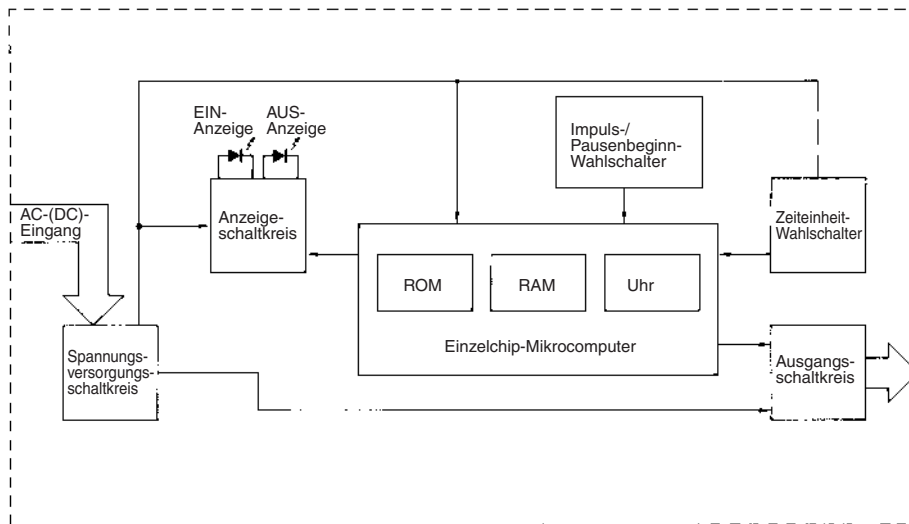 EIN-
Anzeige
AUS-
Anzeige
Impuls-/
Pausenbeginn-
Wahlschalter
AC-(DC)-
Eingang
Anzeige-
schaltkreis
Zeiteinheit-
Wahlschalter
ROM
RAM
Uhr
Einzelchip-Mikrocomputer
Spannungs-
versorgungs-
schaltkreis
Ausgangs-
schaltkreis